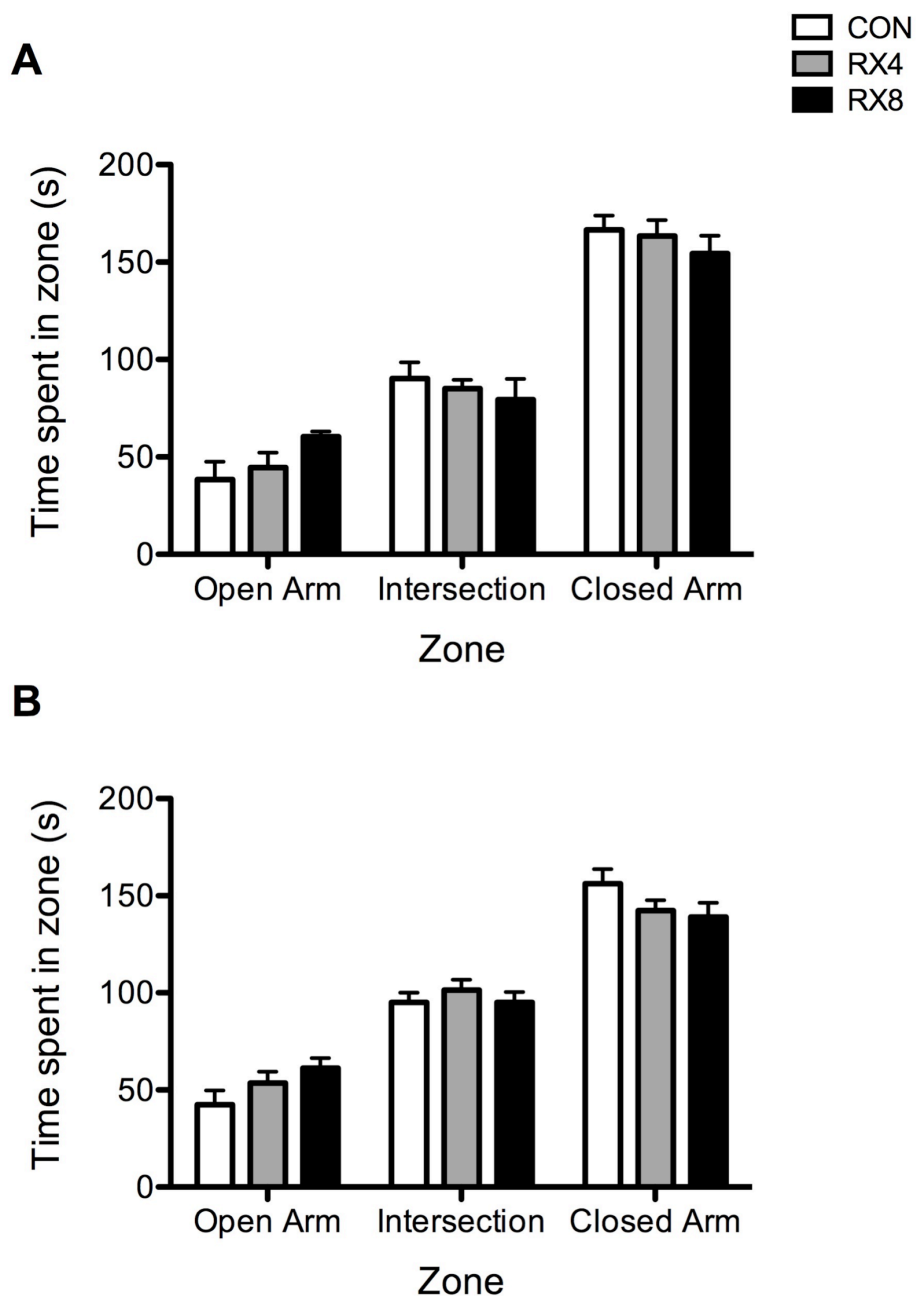 CON
RX4
RX8
A
Time spent in zone (s)
200
150
100
50
0
Open Arm Intersection Closed Arm
Zone
B
Time spent in zone (s)
200
150
100
50
0
Open Arm Intersection Closed Arm
Zone